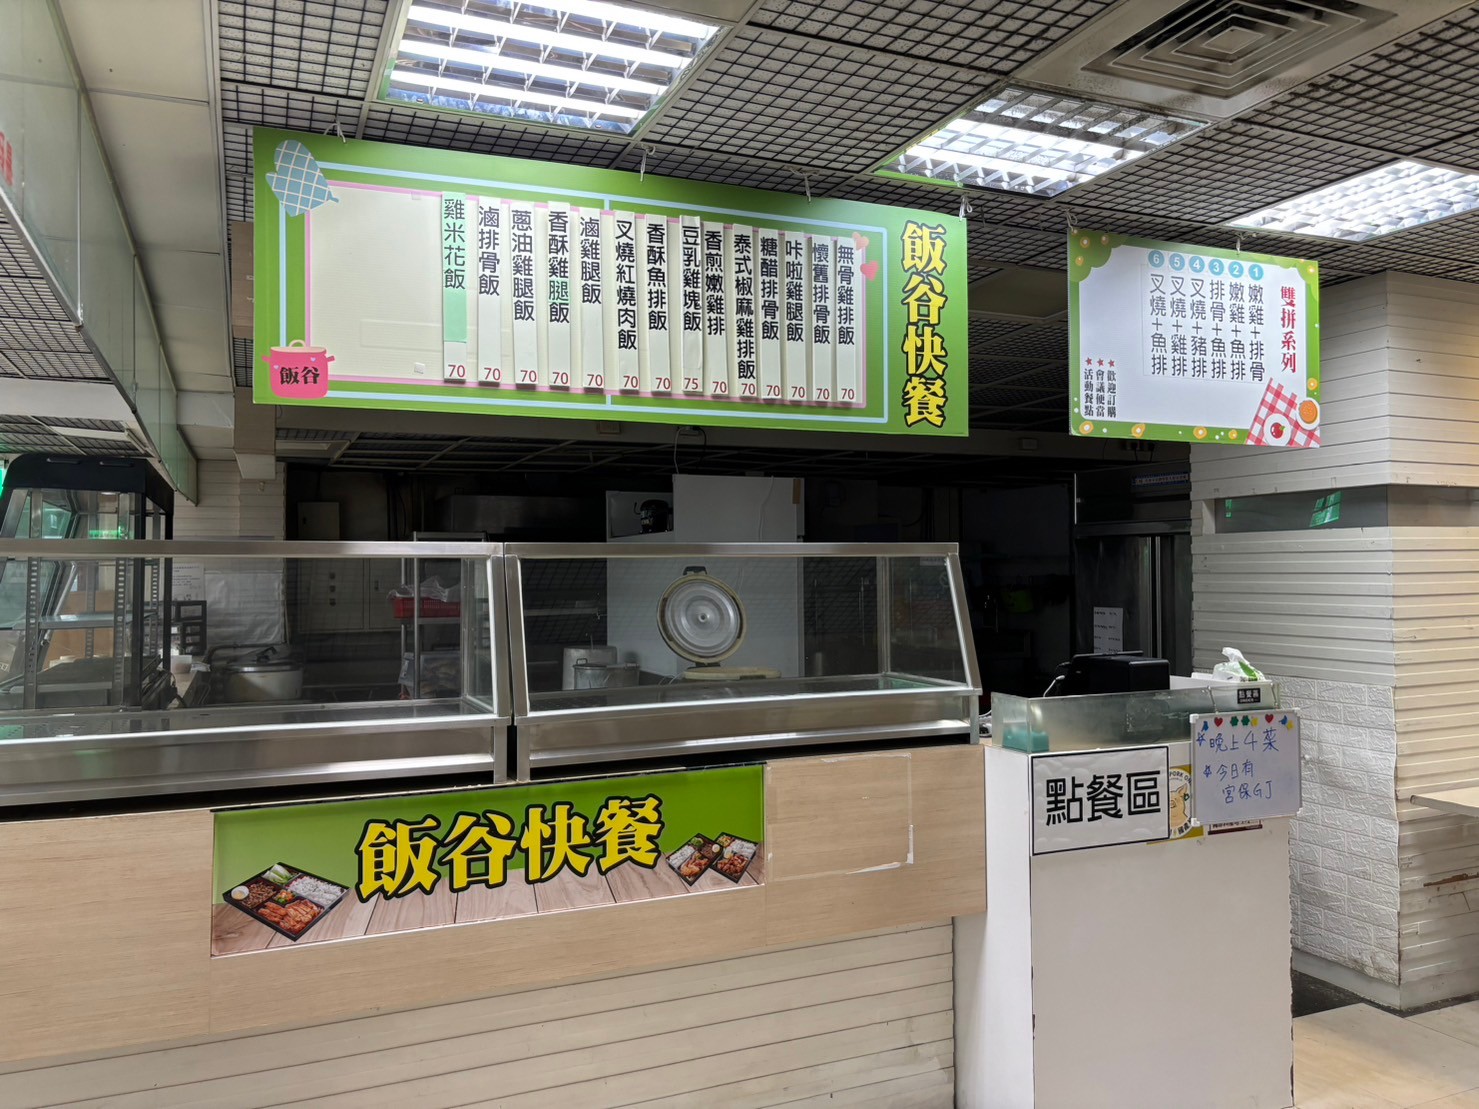 飯谷快餐
無骨雞排飯 70
懷舊排骨飯 70
咔啦雞腿飯 70
糖醋排骨飯 70
泰式椒麻雞排飯 70
香煎嫩雞排 75
豆乳雞塊飯 75
香酥魚排飯 70
叉燒紅燒肉飯 70
滷雞腿飯 70
香酥雞腿飯 70
蔥油雞腿飯 70
滷排骨飯 70
雞米花飯 70
飯谷
雙拼系列
1 嫩雞+排骨
2 嫩雞+魚排
3 排骨+魚排
4 叉燒+豬排
5 叉燒+雞排
6 叉燒+魚排
★歡迎訂購
★會議便當
★活動餐點
飯谷快餐
點餐區
點餐區
晚上4菜
今日有
宮保GJ